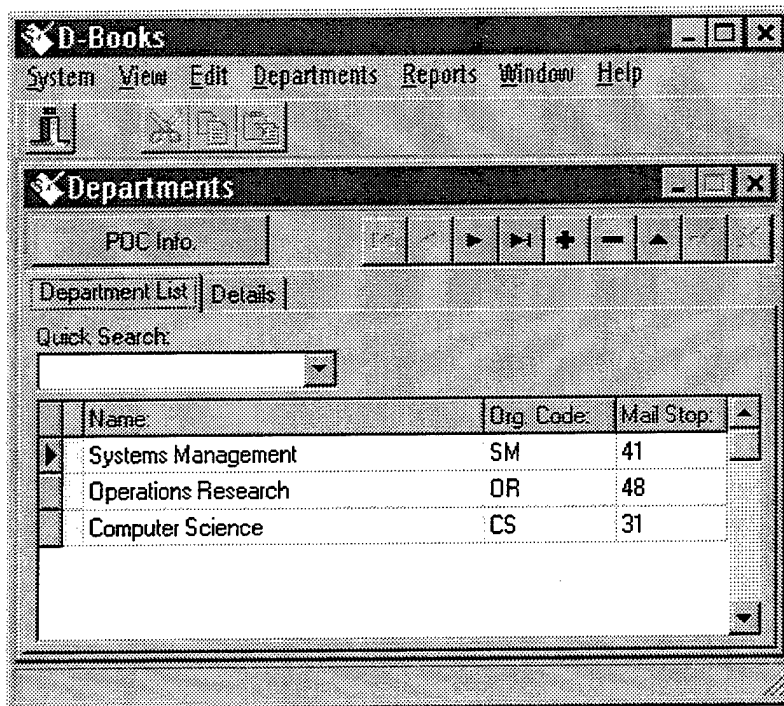 D-Books
System View Edit Departments Reports Window Help
Departments
POC Info.
Department List Details
Quick Search:
Name: Org. Code: Mail Stop:
Systems Management SM 41
Operations Research OR 48
Computer Science CS 31